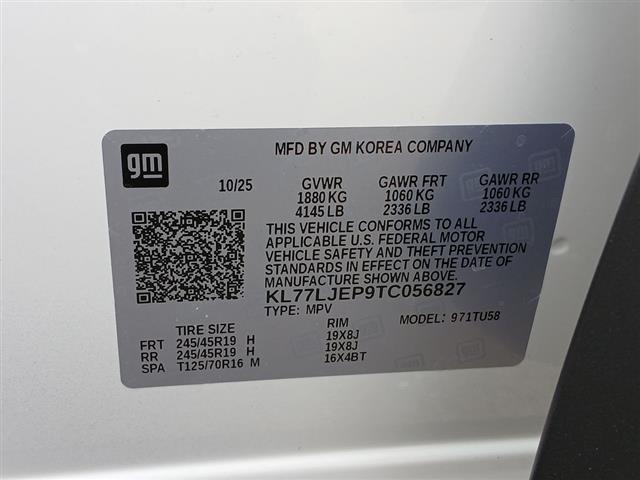 gm
MFD BY GM KOREA COMPANY
10/25 GVWR GAWR FRT GAWR RR
1880 KG 1060 KG 1060 KG
4145 LB 2336 LB 2336 LB
THIS VEHICLE CONFORMS TO ALL
APPLICABLE U.S. FEDERAL MOTOR
VEHICLE SAFETY AND THEFT PREVENTION
STANDARDS IN EFFECT ON THE DATE OF
MANUFACTURE SHOWN ABOVE.
KL77LJEP9TC056827
TYPE: MPV MODEL: 971TU58
TIRE SIZE RIM
FRT 245/45R19 H 19X8J
RR 245/45R19 H 19X8J
SPA T125/70R16 M 16X4BT